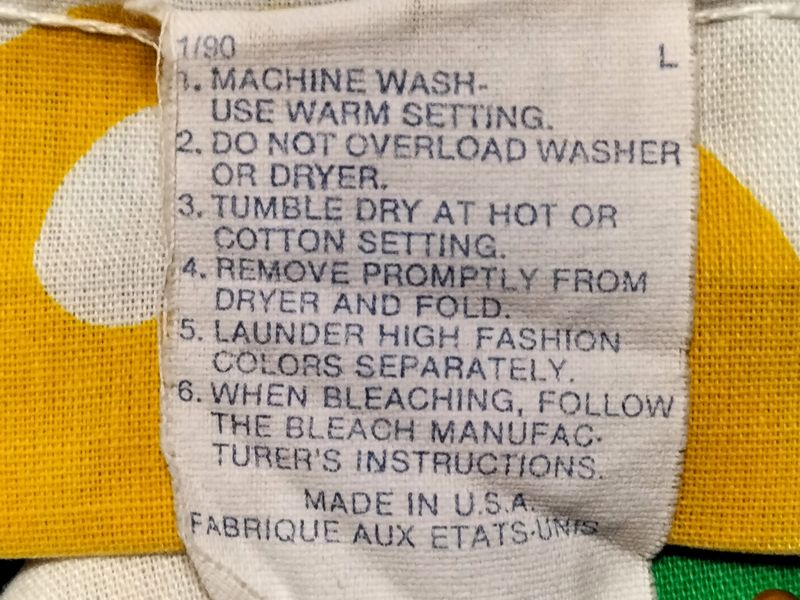 1/90 L
1. MACHINE WASH-
USE WARM SETTING.
2. DO NOT OVERLOAD WASHER
OR DRYER.
3. TUMBLE DRY AT HOT OR
COTTON SETTING.
4. REMOVE PROMPTLY FROM
DRYER AND FOLD.
5. LAUNDER HIGH FASHION
COLORS SEPARATELY.
6. WHEN BLEACHING, FOLLOW
THE BLEACH MANUFAC-
TURER'S INSTRUCTIONS.
MADE IN U.S.A.
FABRIQUE AUX ETATS-UNIS